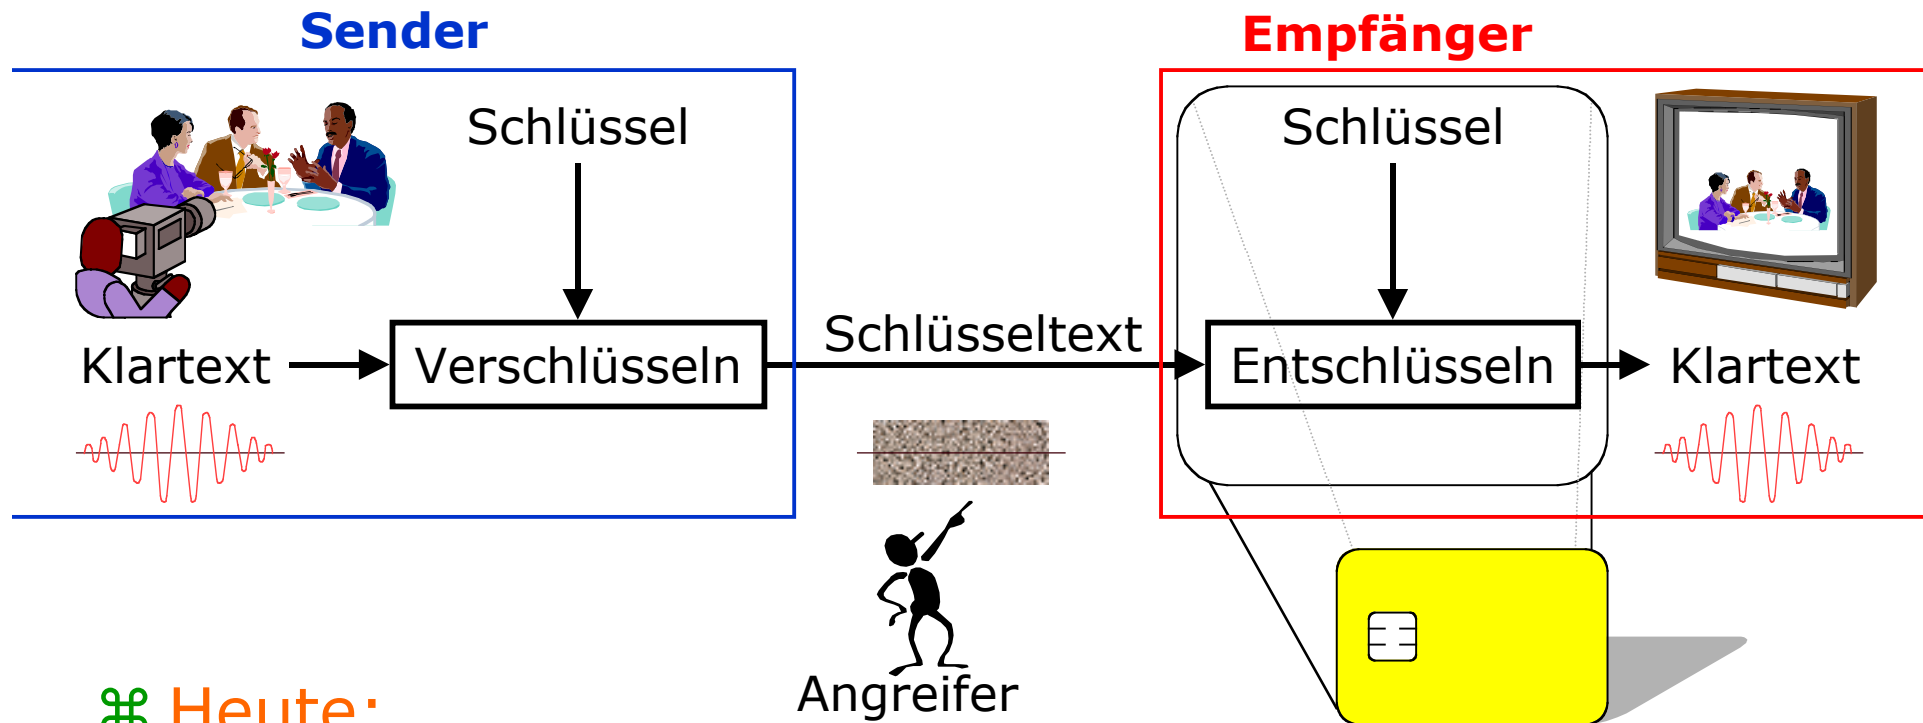 Sender
Empfänger
Schlüssel
Schlüssel
Schlüsseltext
Klartext
Verschlüsseln
Entschlüsseln
Klartext
Angreifer
⌘ Heute: